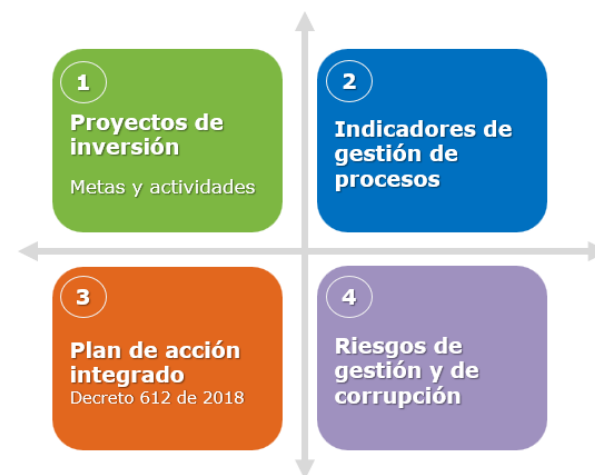 1
Proyectos de
inversión
Metas y actividades
2
Indicadores de
gestión de
procesos
3
Plan de acción
integrado
Decreto 612 de 2018
4
Riesgos de
gestión y de
corrupción